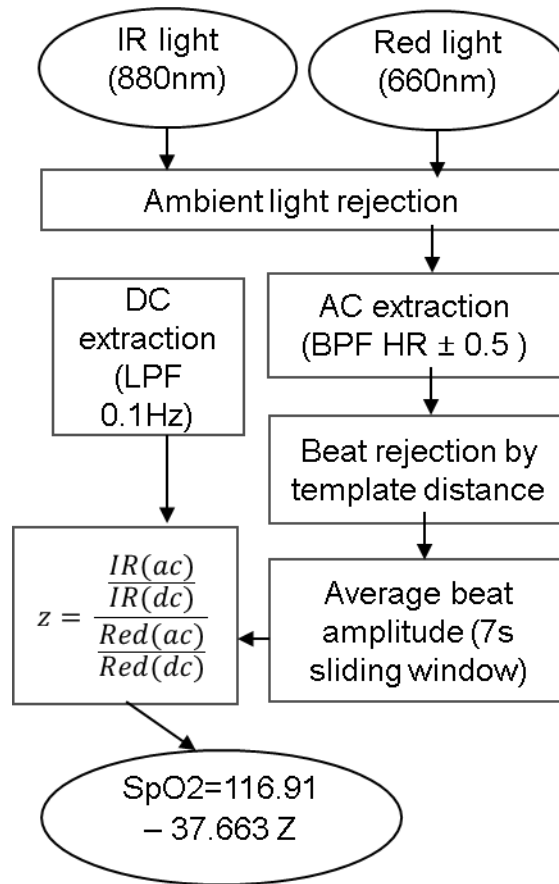 IR light
(880nm)
Red light
(660nm)
Ambient light rejection
DC
extraction
(LPF
0.1Hz)
AC extraction
(BPF HR ± 0.5 )
Beat rejection by
template distance
Average beat
amplitude (7s
sliding window)
IR(ac)
IR(dc)
z =
Red(ac)
Red(dc)
SpO2=116.91
– 37.663 Z